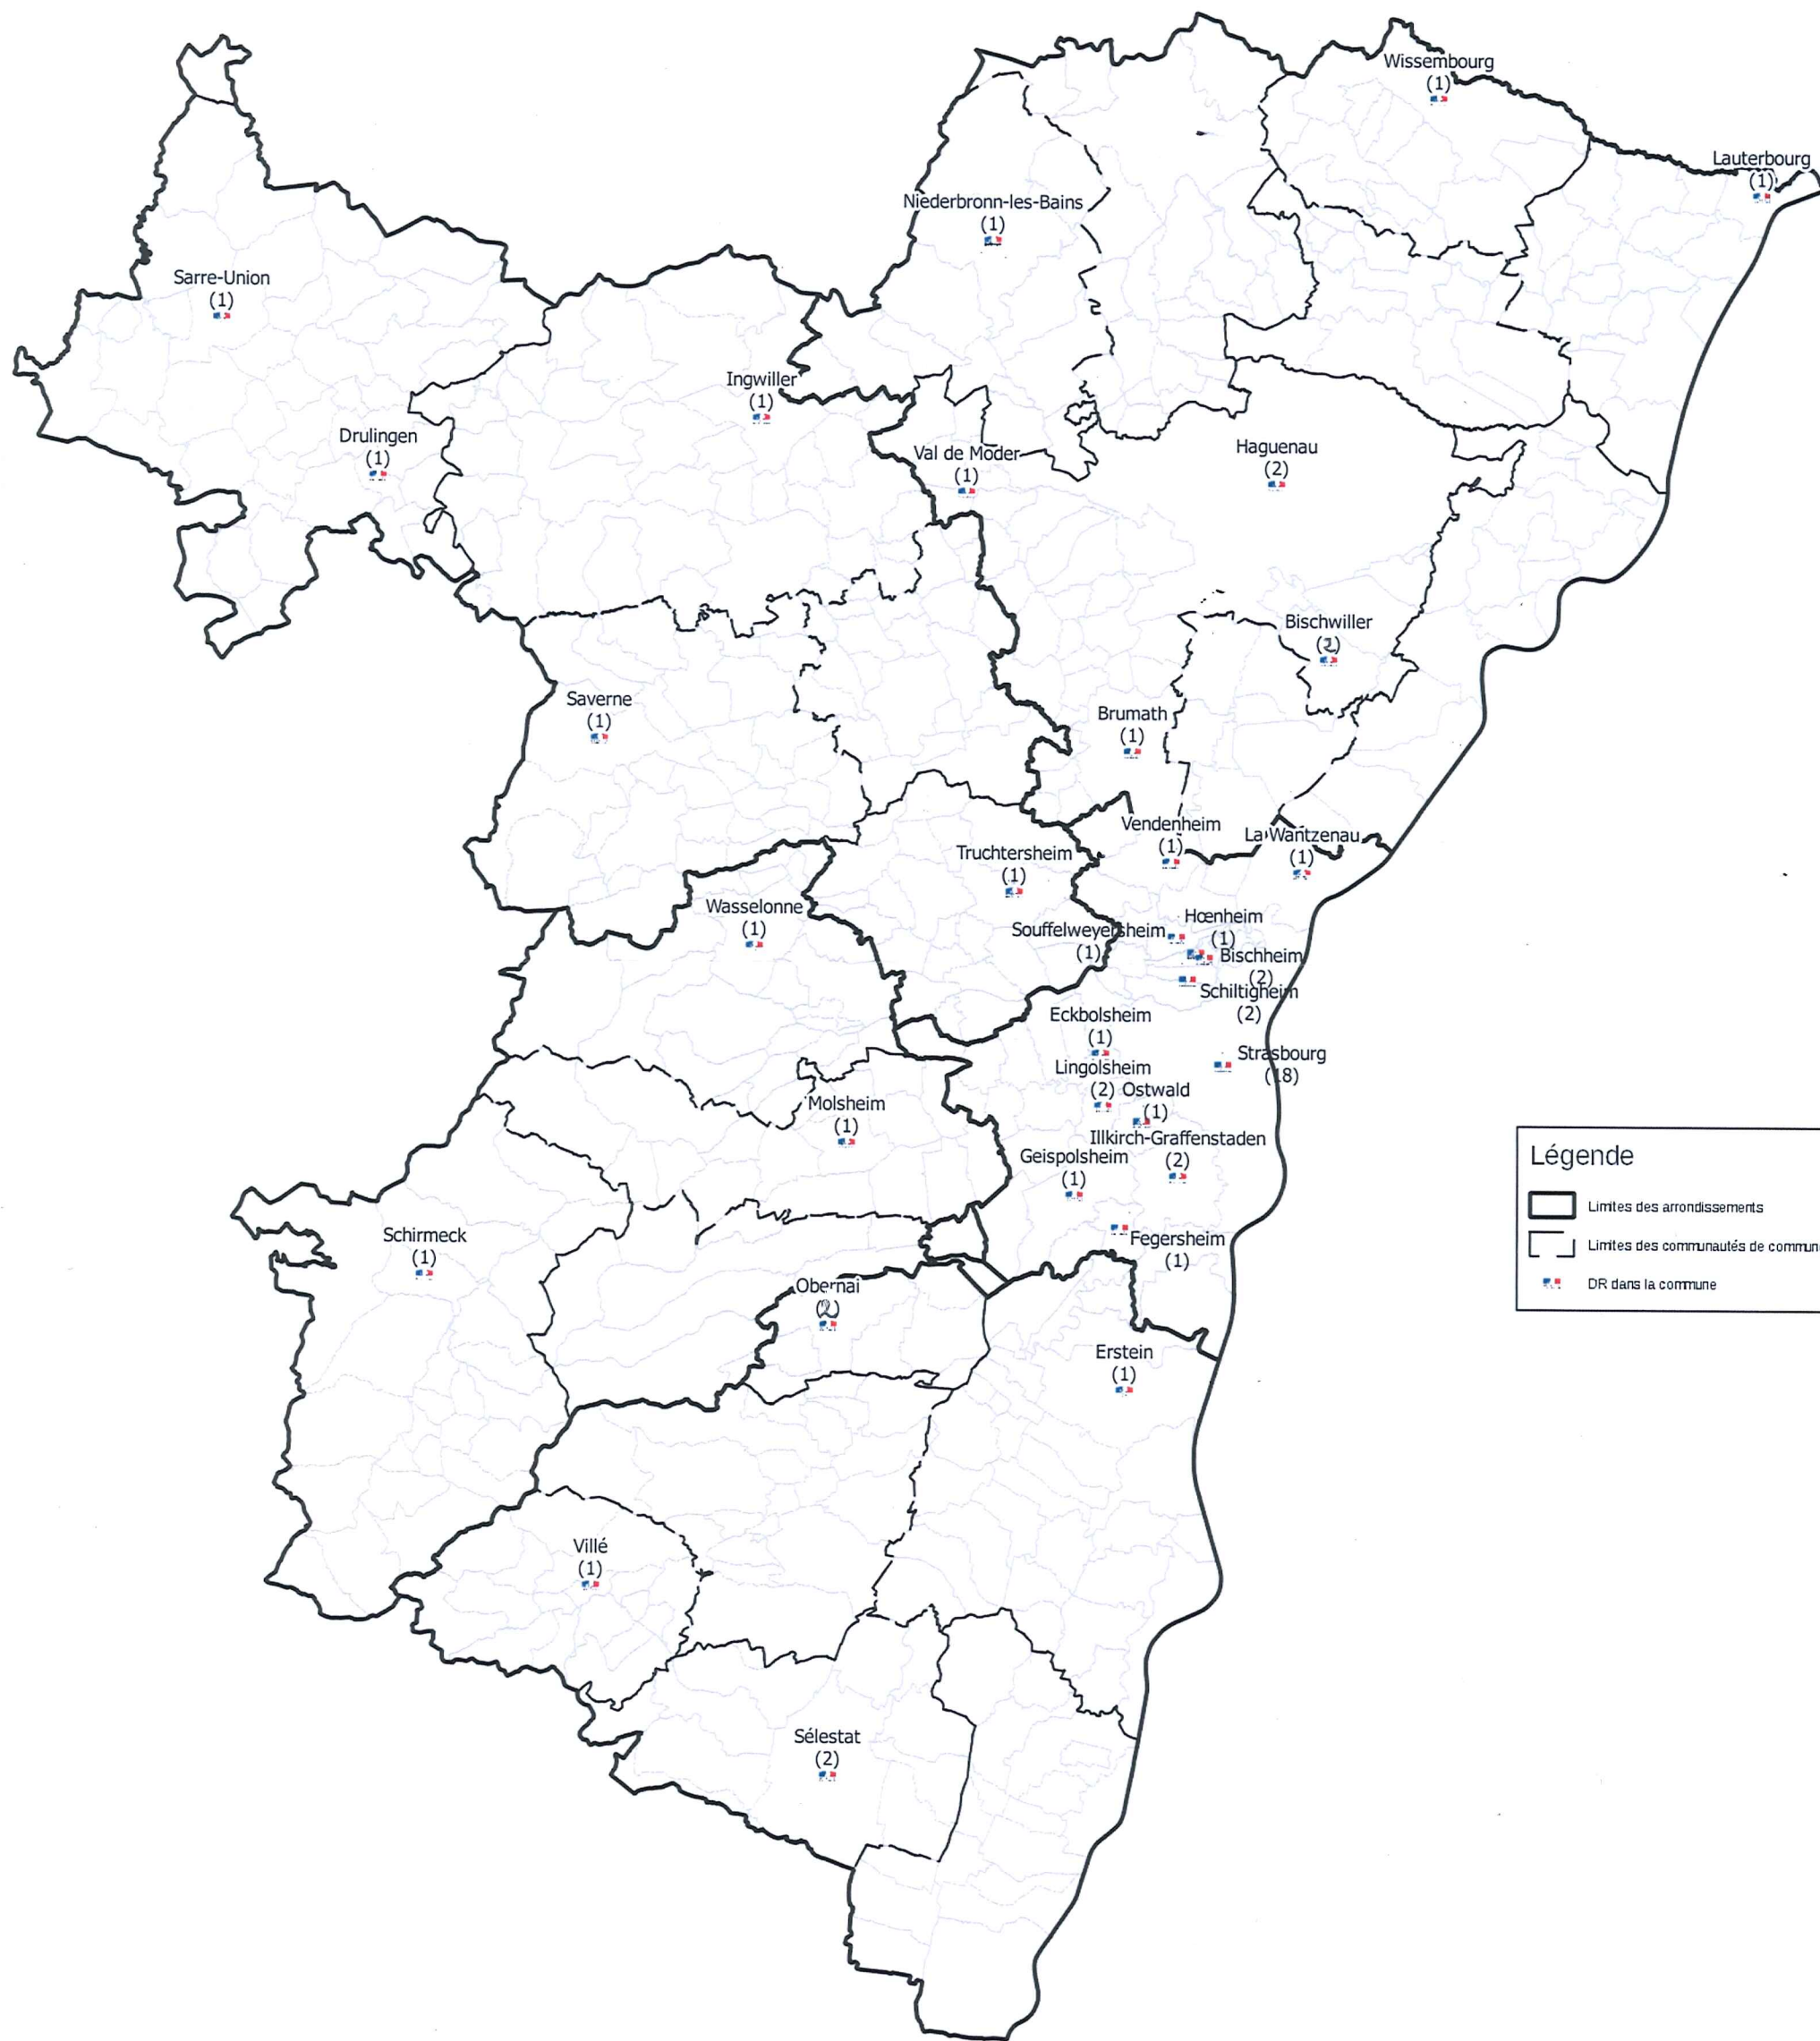 Wissembourg
(1)
Lauterbourg
(1)
Niederbronn-les-Bains
(1)
Sarre-Union
(1)
Ingwiller
(1)
Drulingen
(1)
Val de Moder
(1)
Haguenau
(2)
Bischwiller
(2)
Saverne
(1)
Brumath
(1)
Vendenheim
(1)
La Wantzenau
(1)
Truchtersheim
(1)
Wasselonne
(1)
Hœnheim
(1)
Souffelweyersheim
(1)
Bischheim
(2)
Schiltigheim
(2)
Eckbolsheim
(1)
Strasbourg
(18)
Lingolsheim
(2)
Ostwald
(1)
Molsheim
(1)
Illkirch-Graffenstaden
(2)
Geispolsheim
(1)
Schirmeck
(1)
Fegersheim
(1)
Obernai
(2)
Erstein
(1)
Villé
(1)
Sélestat
(2)
Légende
Limites des arrondissements
Limites des communautés de commun
DR dans la commune